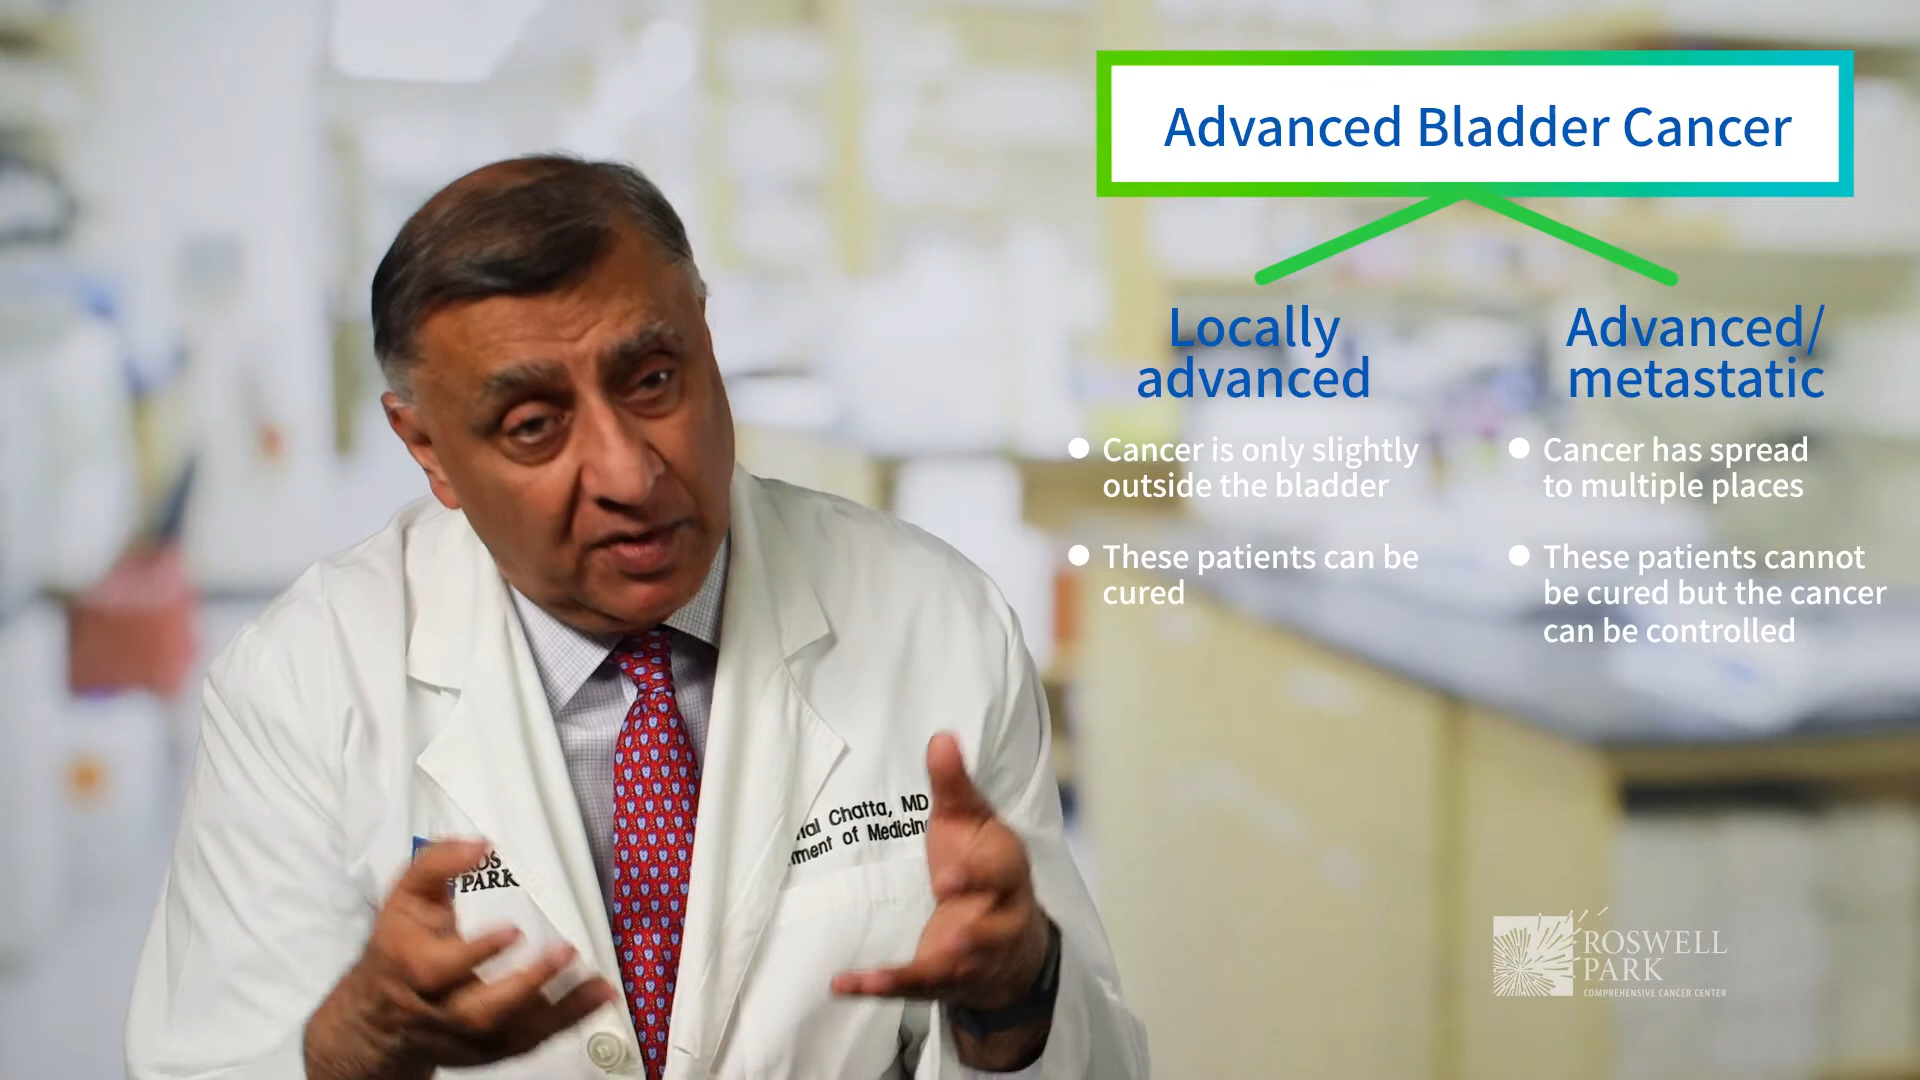 Advanced Bladder Cancer
Locally
advanced
Cancer is only slightly
outside the bladder
These patients can be
cured
Advanced/
metastatic
Cancer has spread
to multiple places
These patients cannot
be cured but the cancer
can be controlled
Chatta, MD
of
PARK
ROSWELL
PARK
COMPREHENSIVE CANCER CENTER